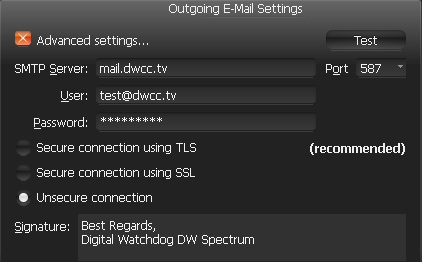 Outgoing E-Mail Settings
Advanced settings...
Test
SMTP Server: mail.dwcc.tv Port 587
User: test@dwcc.tv
Password: *********
Secure connection using TLS (recommended)
Secure connection using SSL
Unsecure connection
Signature: Best Regards,
Digital Watchdog DW Spectrum